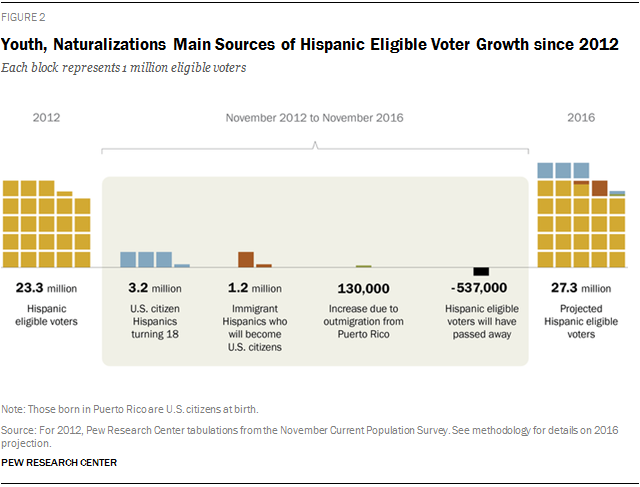 FIGURE 2
Youth, Naturalizations Main Sources of Hispanic Eligible Voter Growth since 2012
Each block represents 1 million eligible voters
2012
November 2012 to November 2016
2016
23.3 million
Hispanic
eligible voters
3.2 million
U.S. citizen
Hispanics
turning 18
1.2 million
Immigrant
Hispanics who
will become
U.S. citizens
130,000
Increase due to
outmigration from
Puerto Rico
-537,000
Hispanic eligible
voters will have
passed away
27.3 million
Projected
Hispanic eligible
voters
Note: Those born in Puerto Rico are U.S. citizens at birth.
Source: For 2012, Pew Research Center tabulations from the November Current Population Survey. See methodology for details on 2016
projection.
PEW RESEARCH CENTER